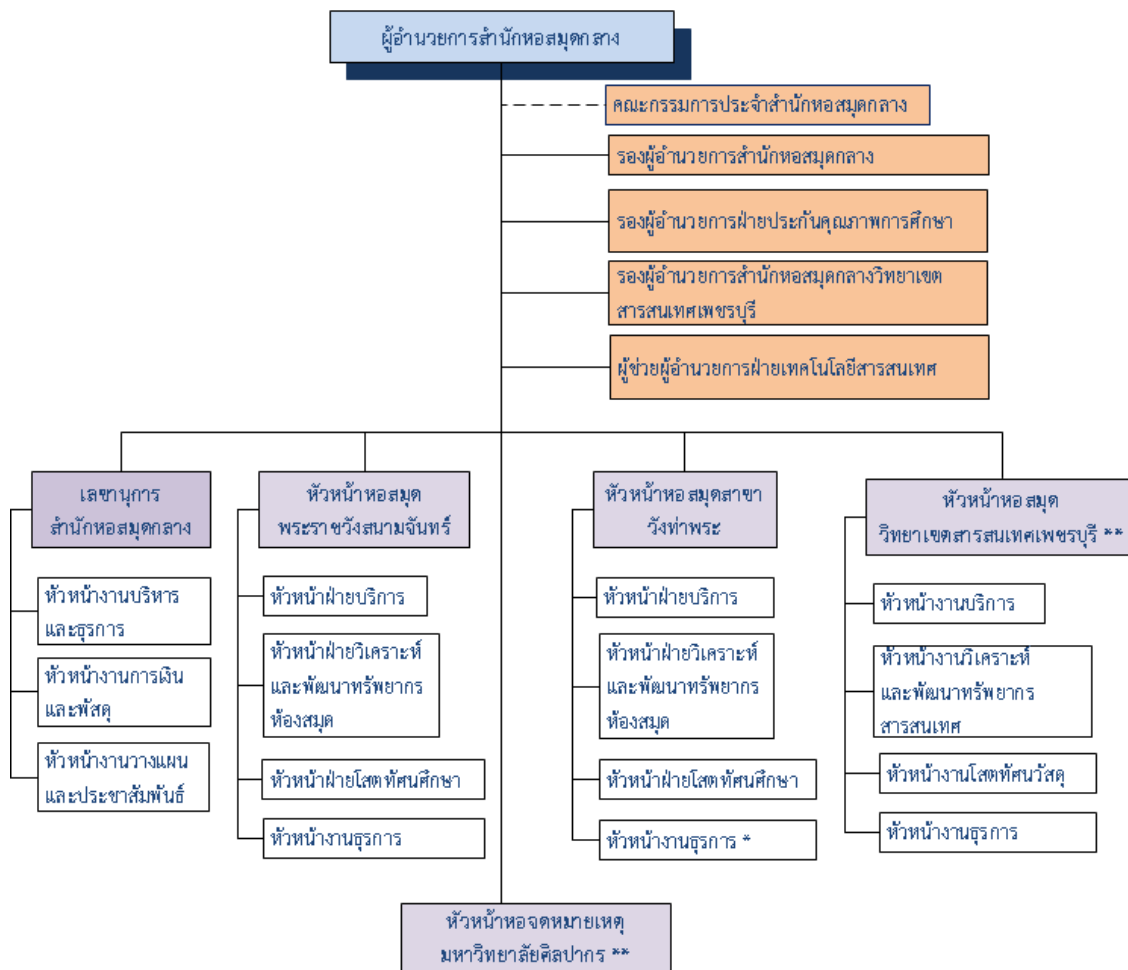 ผู้อำนวยการสำนักหอสมุดกลาง
คณะกรรมการประจำสำนักหอสมุดกลาง
รองผู้อำนวยการสำนักหอสมุดกลาง
รองผู้อำนวยการฝ่ายประกันคุณภาพการศึกษา
รองผู้อำนวยการสำนักหอสมุดกลางวิทยาเขต
สารสนเทศเพชรบุรี
ผู้ช่วยผู้อำนวยการฝ่ายเทคโนโลยีสารสนเทศ
เลขานุการ
สำนักหอสมุดกลาง
หัวหน้างานบริหาร
และธุรการ
หัวหน้างานการเงิน
และพัสดุ
หัวหน้างานวางแผน
และประชาสัมพันธ์
หัวหน้าหอสมุด
พระราชวังสนามจันทร์
หัวหน้าฝ่ายบริการ
หัวหน้าฝ่ายวิเคราะห์
และพัฒนาทรัพยากร
ห้องสมุด
หัวหน้าฝ่ายโสตทัศนศึกษา
หัวหน้างานธุรการ
หัวหน้าหอสมุดสาขา
วังท่าพระ
หัวหน้าฝ่ายบริการ
หัวหน้าฝ่ายวิเคราะห์
และพัฒนาทรัพยากร
ห้องสมุด
หัวหน้าฝ่ายโสตทัศนศึกษา
หัวหน้างานธุรการ *
หัวหน้าหอสมุด
วิทยาเขตสารสนเทศเพชรบุรี **
หัวหน้างานบริการ
หัวหน้างานวิเคราะห์
และพัฒนาทรัพยากร
สารสนเทศ
หัวหน้างานโสตทัศนวัสดุ
หัวหน้างานธุรการ
หัวหน้าหอจดหมายเหตุ
มหาวิทยาลัยศิลปากร **